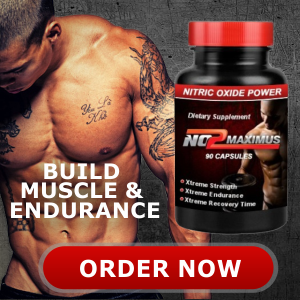 NITRIC OXIDE POWER
Dietary Supplement
NO2 MAXIMUS
90 CAPSULES
Xtreme Strength
Xtreme Endurance
Xtreme Recovery Time
BUILD
MUSCLE &
ENDURANCE
ORDER NOW